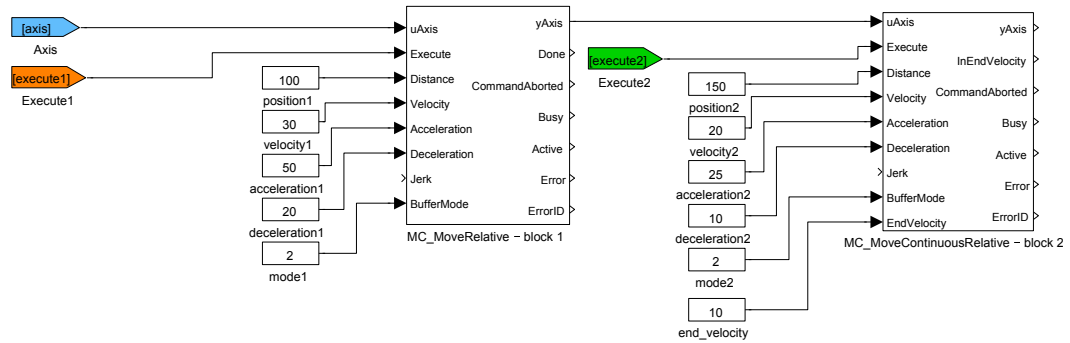 [axis]
Axis
[execute1]
Execute1
100
position1
30
velocity1
50
acceleration1
20
deceleration1
2
mode1
uAxis
Execute
Distance
Velocity
Acceleration
Deceleration
Jerk
BufferMode
yAxis
Done
CommandAborted
Busy
Active
Error
ErrorID
MC_MoveRelative − block 1
[execute2]
Execute2
150
position2
20
velocity2
25
acceleration2
10
deceleration2
2
mode2
10
end_velocity
uAxis
Execute
Distance
Velocity
Acceleration
Deceleration
Jerk
BufferMode
EndVelocity
yAxis
InEndVelocity
CommandAborted
Busy
Active
Error
ErrorID
MC_MoveContinuousRelative − block 2